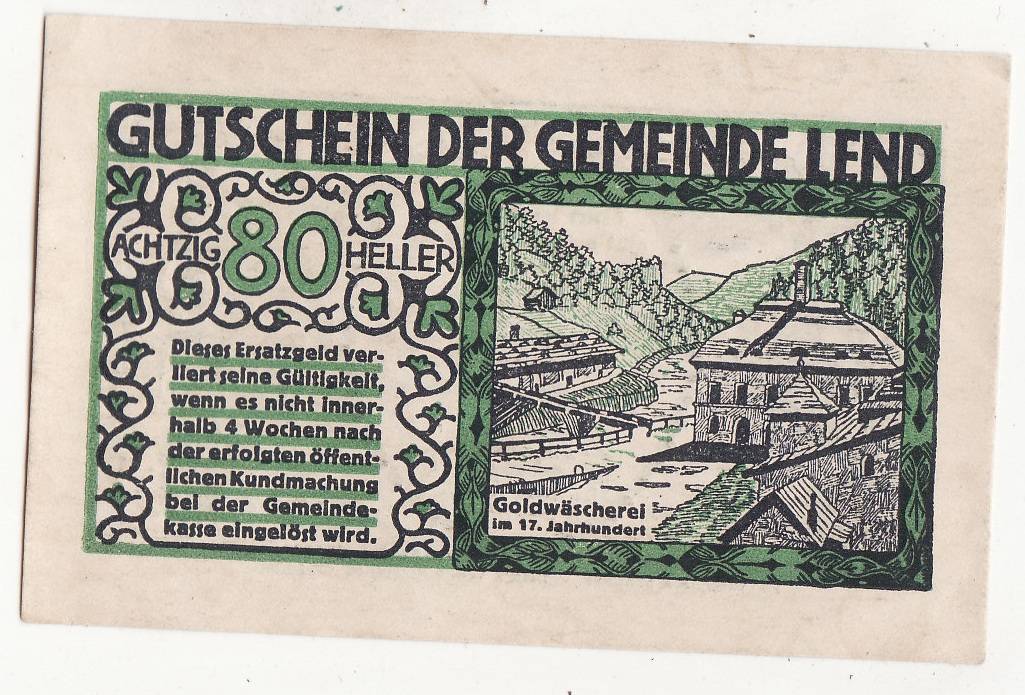 GUTSCHEIN DER GEMEINDE LEND
ACHTZIG 80 HELLER
Dieses Ersatzgeld ver-
liert seine Gültigkeit,
wenn es nicht inner-
halb 4 Wochen nach
der erfolgten öffent-
lichen Kundmachung
bei der Gemeinde-
kasse eingelöst wird.
Goldwäscherei
im 17. Jahrhundert